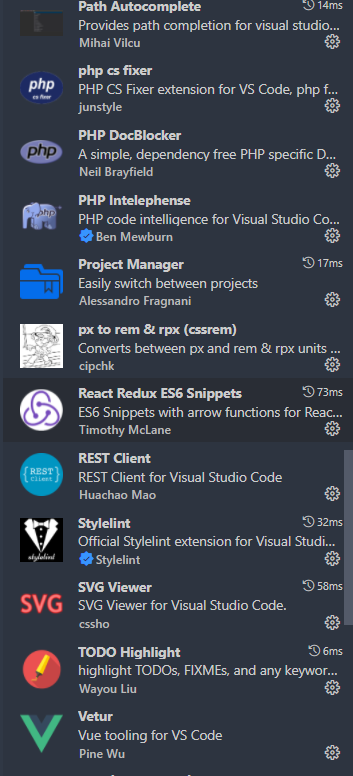 Path Autocomplete 14ms
Provides path completion for visual studio...
Mihai Vilcu
php cs fixer
PHP CS Fixer extension for VS Code, php f...
junstyle
PHP DocBlocker
A simple, dependency free PHP specific D...
Neil Brayfield
PHP Intelephense
PHP code intelligence for Visual Studio Co...
Ben Mewburn
Project Manager 17ms
Easily switch between projects
Alessandro Fragnani
px to rem & rpx (cssrem)
Converts between px and rem & rpx units ...
cipchk
React Redux ES6 Snippets 73ms
ES6 Snippets with arrow functions for Reac...
Timothy McLane
REST Client
REST Client for Visual Studio Code
Huachao Mao
Stylelint 32ms
Official Stylelint extension for Visual Studi...
Stylelint
SVG Viewer 58ms
SVG Viewer for Visual Studio Code.
cssho
TODO Highlight 6ms
highlight TODOs, FIXMEs, and any keywor...
Wayou Liu
Vetur
Vue tooling for VS Code
Pine Wu
php
cs fixer
php
php
REST
Client
stylelint
SVG